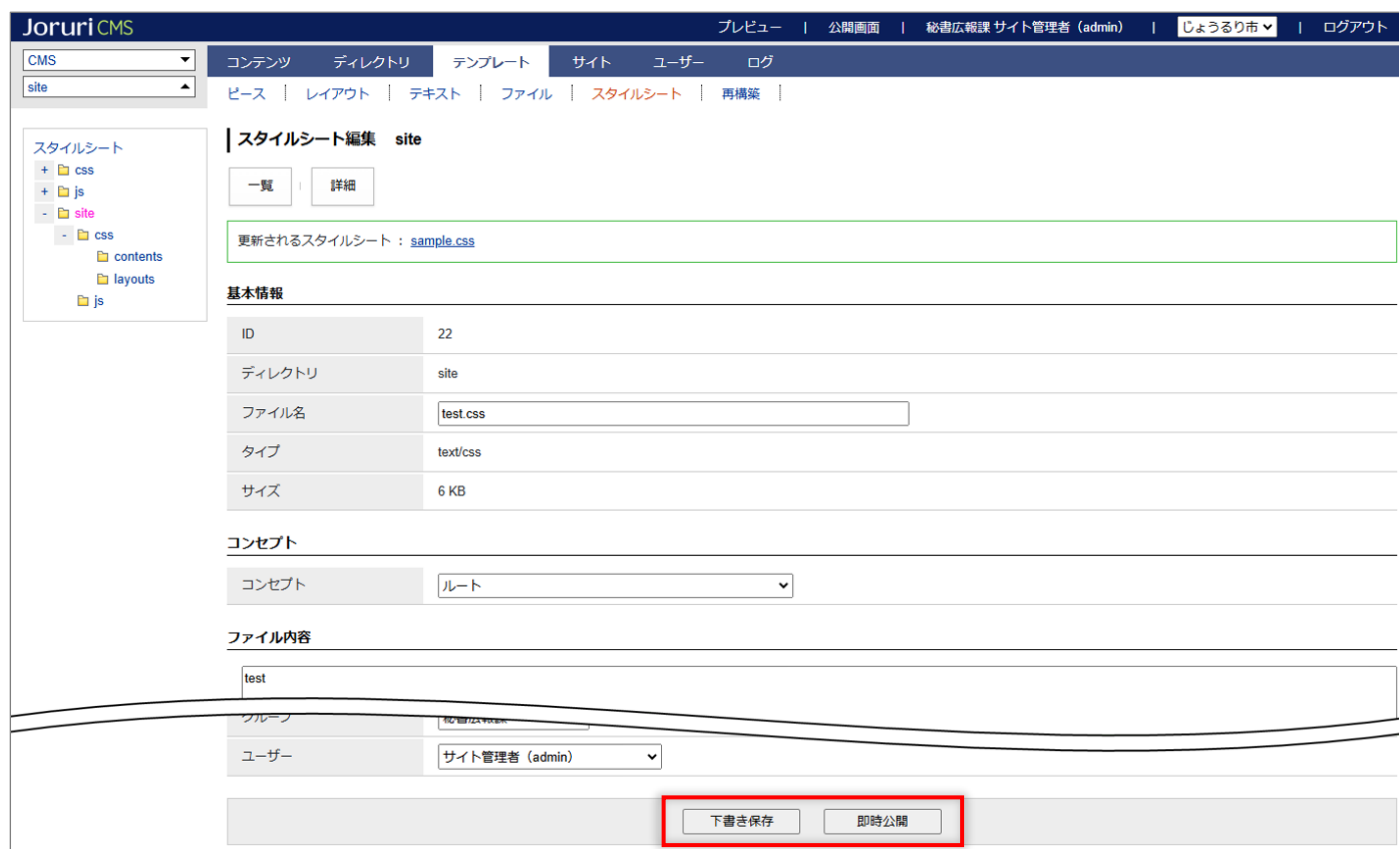 Joruri CMS プレビュー | 公開画面 | 秘書広報課 サイト管理者（admin） | じょうるり市 | ログアウト
CMS
site
コンテンツ ディレクトリ テンプレート サイト ユーザー ログ
ピース レイアウト テキスト ファイル スタイルシート 再構築
スタイルシート
+ css
+ js
- site
- css
contents
layouts
js
スタイルシート編集 site
一覧 詳細
更新されるスタイルシート ： sample.css
基本情報
ID 22
ディレクトリ site
ファイル名 test.css
タイプ text/css
サイズ 6 KB
コンセプト
コンセプト ルート
ファイル内容
test
グループ 秘書広報課
ユーザー サイト管理者（admin）
下書き保存 即時公開